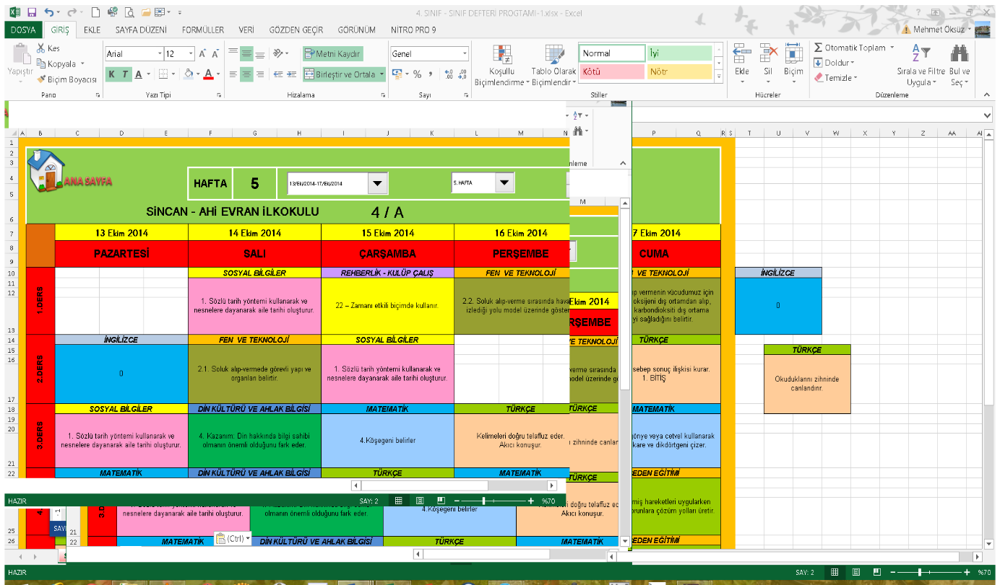 4. SINIF - SINIF DEFTERİ PROGTAMI-1.xlsx - Excel
DOSYA GİRİŞ EKLE SAYFA DÜZENİ FORMÜLLER VERİ GÖZDEN GEÇİR GÖRÜNÜM NİTRO PRO 9 Mehmet Öksüz
Yapıştır Kes Kopyala Biçim Boyacısı
Arial 12 K T A
Metni Kaydır
Birleştir ve Ortala
Genel
Koşullu Biçimlendirme Tablo Olarak Biçimlendir
Normal İyi
Kötü Nötr
Ekle Sil Biçim
Otomatik Toplam
Doldur
Temizle
Sırala ve Filtre Uygula Bul ve Seç
Pano Yazı Tipi Hizalama Sayı Stiller Hücreler Düzenleme
nleme
A B C D E F G H I J K L M N P Q R S T U V W X Y Z AA
ANA SAYFA
HAFTA 5 13/Eki/2014-17/Eki/2014 5. HAFTA
SİNCAN - AHİ EVRAN İLKOKULU 4 / A
13 Ekim 2014 14 Ekim 2014 15 Ekim 2014 16 Ekim 2014 7 Ekim 2014
PAZARTESİ SALI ÇARŞAMBA PERŞEMBE CUMA
SOSYAL BİLGİLER REHBERLİK - KULÜP ÇALIŞ FEN VE TEKNOLOJİ VE TEKNOLOJİ İNGİLİZCE
1.DERS
1. Sözlü tarih yöntemi kullanarak ve
nesnelere dayanarak aile tarihi oluşturur.
22 – Zamanı etkili biçimde kullanır.
2.2. Soluk alıp-verme sırasında hava
izlediği yolu model üzerinde göster
Ekim 2014
RŞEMBE
E TEKNOLOJİ
ıp vermenin vücudumuz için
oksijeni dış ortamdan alıp,
karbondioksiti dış ortama
yi sağladığını belirtir.
0
İNGİLİZCE FEN VE TEKNOLOJİ SOSYAL BİLGİLER TÜRKÇE
2.DERS
0
2.1. Soluk alıp-vermede görevli yapı ve
organları belirtir.
1. Sözlü tarih yöntemi kullanarak ve
nesnelere dayanarak aile tarihi oluşturur.
verme sırasında
odel üzerinde gö
sebep sonuç ilişkisi kurar.
1. BİTİŞ
TÜRKÇE
Okuduklarını zihninde
canlandırır.
SOSYAL BİLGİLER DİN KÜLTÜRÜ VE AHLAK BİLGİSİ MATEMATİK TÜRKÇE TÜRKÇE MATEMATİK
3.DERS
1. Sözlü tarih yöntemi kullanarak ve
nesnelere dayanarak aile tarihi oluşturur.
4. Kazanım: Din hakkında bilgi sahibi
olmanın önemli olduğunu fark eder.
4.Köşegeni belirler
Kelimeleri doğru telaffuz eder.
Akıcı konuşur.
ı zihninde canlar
gönye veya cetvel kullanarak
kare ve dikdörtgeni çizer.
MATEMATİK DİN KÜLTÜRÜ VE AHLAK BİLGİSİ TÜRKÇE MATEMATİK TÜRKÇE EDEN EĞİTİMİ
HAZIR SAY: 2 %70
nesnelere dayanarak aile tarihi oluşturur.
olmanın önemli olduğunu fark eder.
4.Köşegeni belirler
doğru telaffuz ec
Akıcı konuşur.
miş hareketleri uygularken
orunlara çözüm yolları üretir.
MATEMATİK (Ctrl) DİN KÜLTÜRÜ VE AHLAK BİLGİSİ TÜRKÇE MATEMATİK EDEN EĞİTİMİ
HAZIR SAY: 2 %70